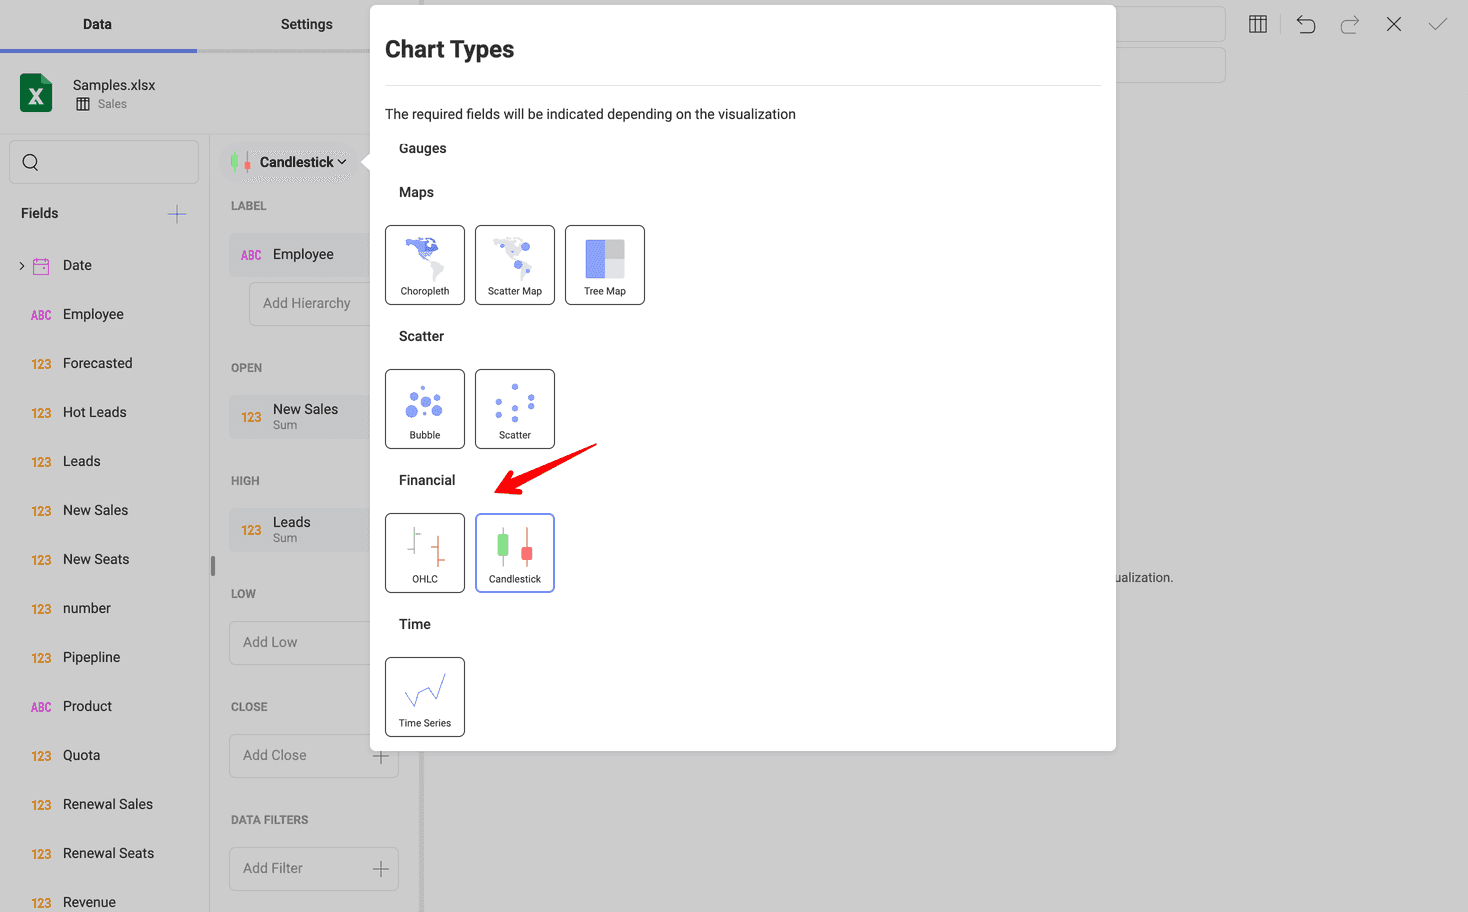 Data
Settings
Samples.xlsx
Sales
Fields
Date
ABC Employee
123 Forecasted
123 Hot Leads
123 Leads
123 New Sales
123 New Seats
123 number
123 Pipepline
ABC Product
123 Quota
123 Renewal Sales
123 Renewal Seats
123 Revenue
Candlestick
LABEL
ABC Employee
Add Hierarchy
OPEN
123 New Sales
Sum
HIGH
123 Leads
Sum
LOW
Add Low
CLOSE
Add Close
DATA FILTERS
Add Filter
Chart Types
The required fields will be indicated depending on the visualization
Gauges
Maps
Choropleth
Scatter Map
Tree Map
Scatter
Bubble
Scatter
Financial
OHLC
Candlestick
Time
Time Series
ualization.